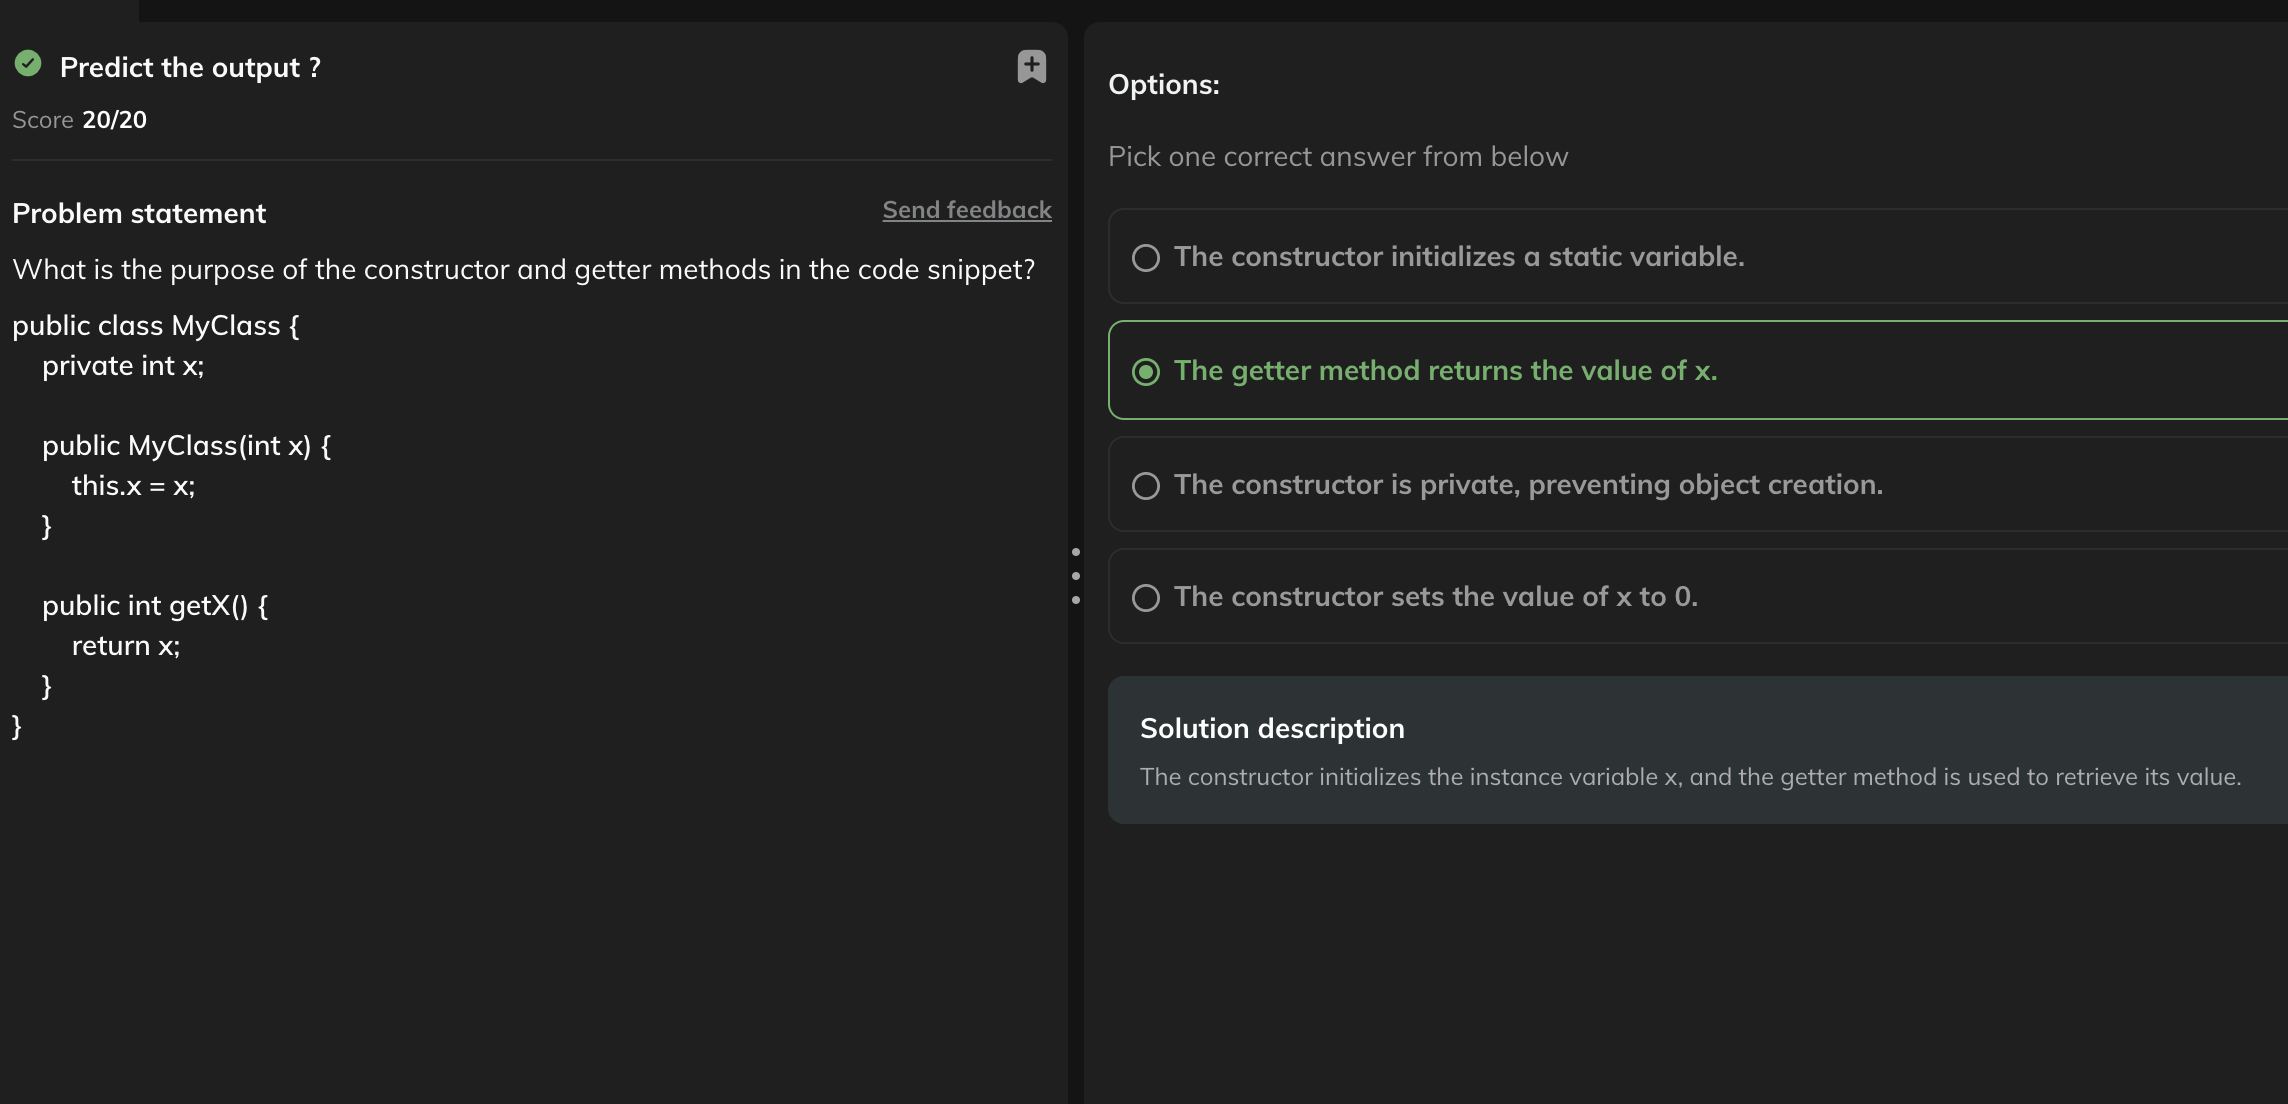 Predict the output ?
Score 20/20
Problem statement
Send feedback
What is the purpose of the constructor and getter methods in the code snippet?
public class MyClass {
    private int x;

    public MyClass(int x) {
        this.x = x;
    }

    public int getX() {
        return x;
    }
}
Options:
Pick one correct answer from below
The constructor initializes a static variable.
The getter method returns the value of x.
The constructor is private, preventing object creation.
The constructor sets the value of x to 0.
Solution description
The constructor initializes the instance variable x, and the getter method is used to retrieve its value.